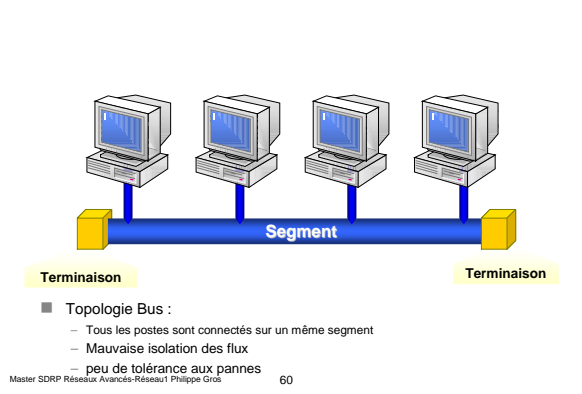 Segment
Terminaison
Terminaison
Topologie Bus :
– Tous les postes sont connectés sur un même segment
– Mauvaise isolation des flux
– peu de tolérance aux pannes
Master SDRP Réseaux Avancés-Réseau1 Philippe Gros
60